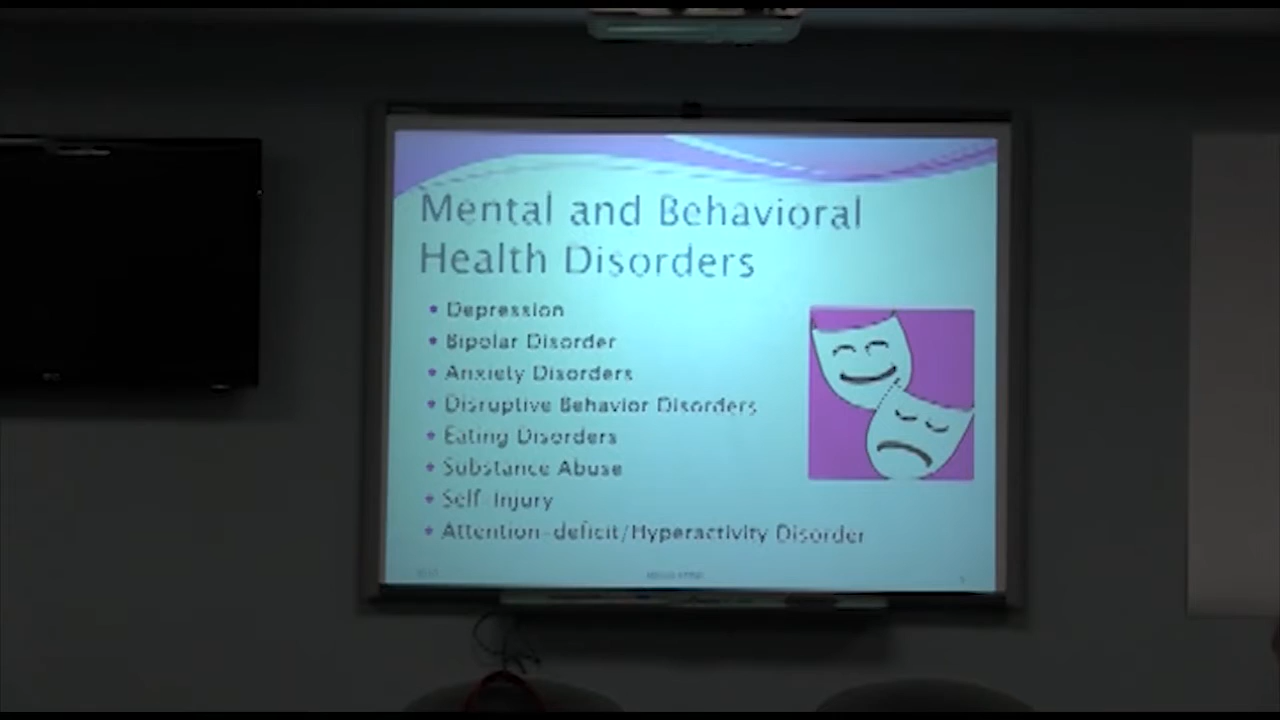 Mental and Behavioral
Health Disorders
• Depression
• Bipolar Disorder
• Anxiety Disorders
• Disruptive Behavior Disorders
• Eating Disorders
• Substance Abuse
• Self-Injury
• Attention-deficit/Hyperactivity Disorder